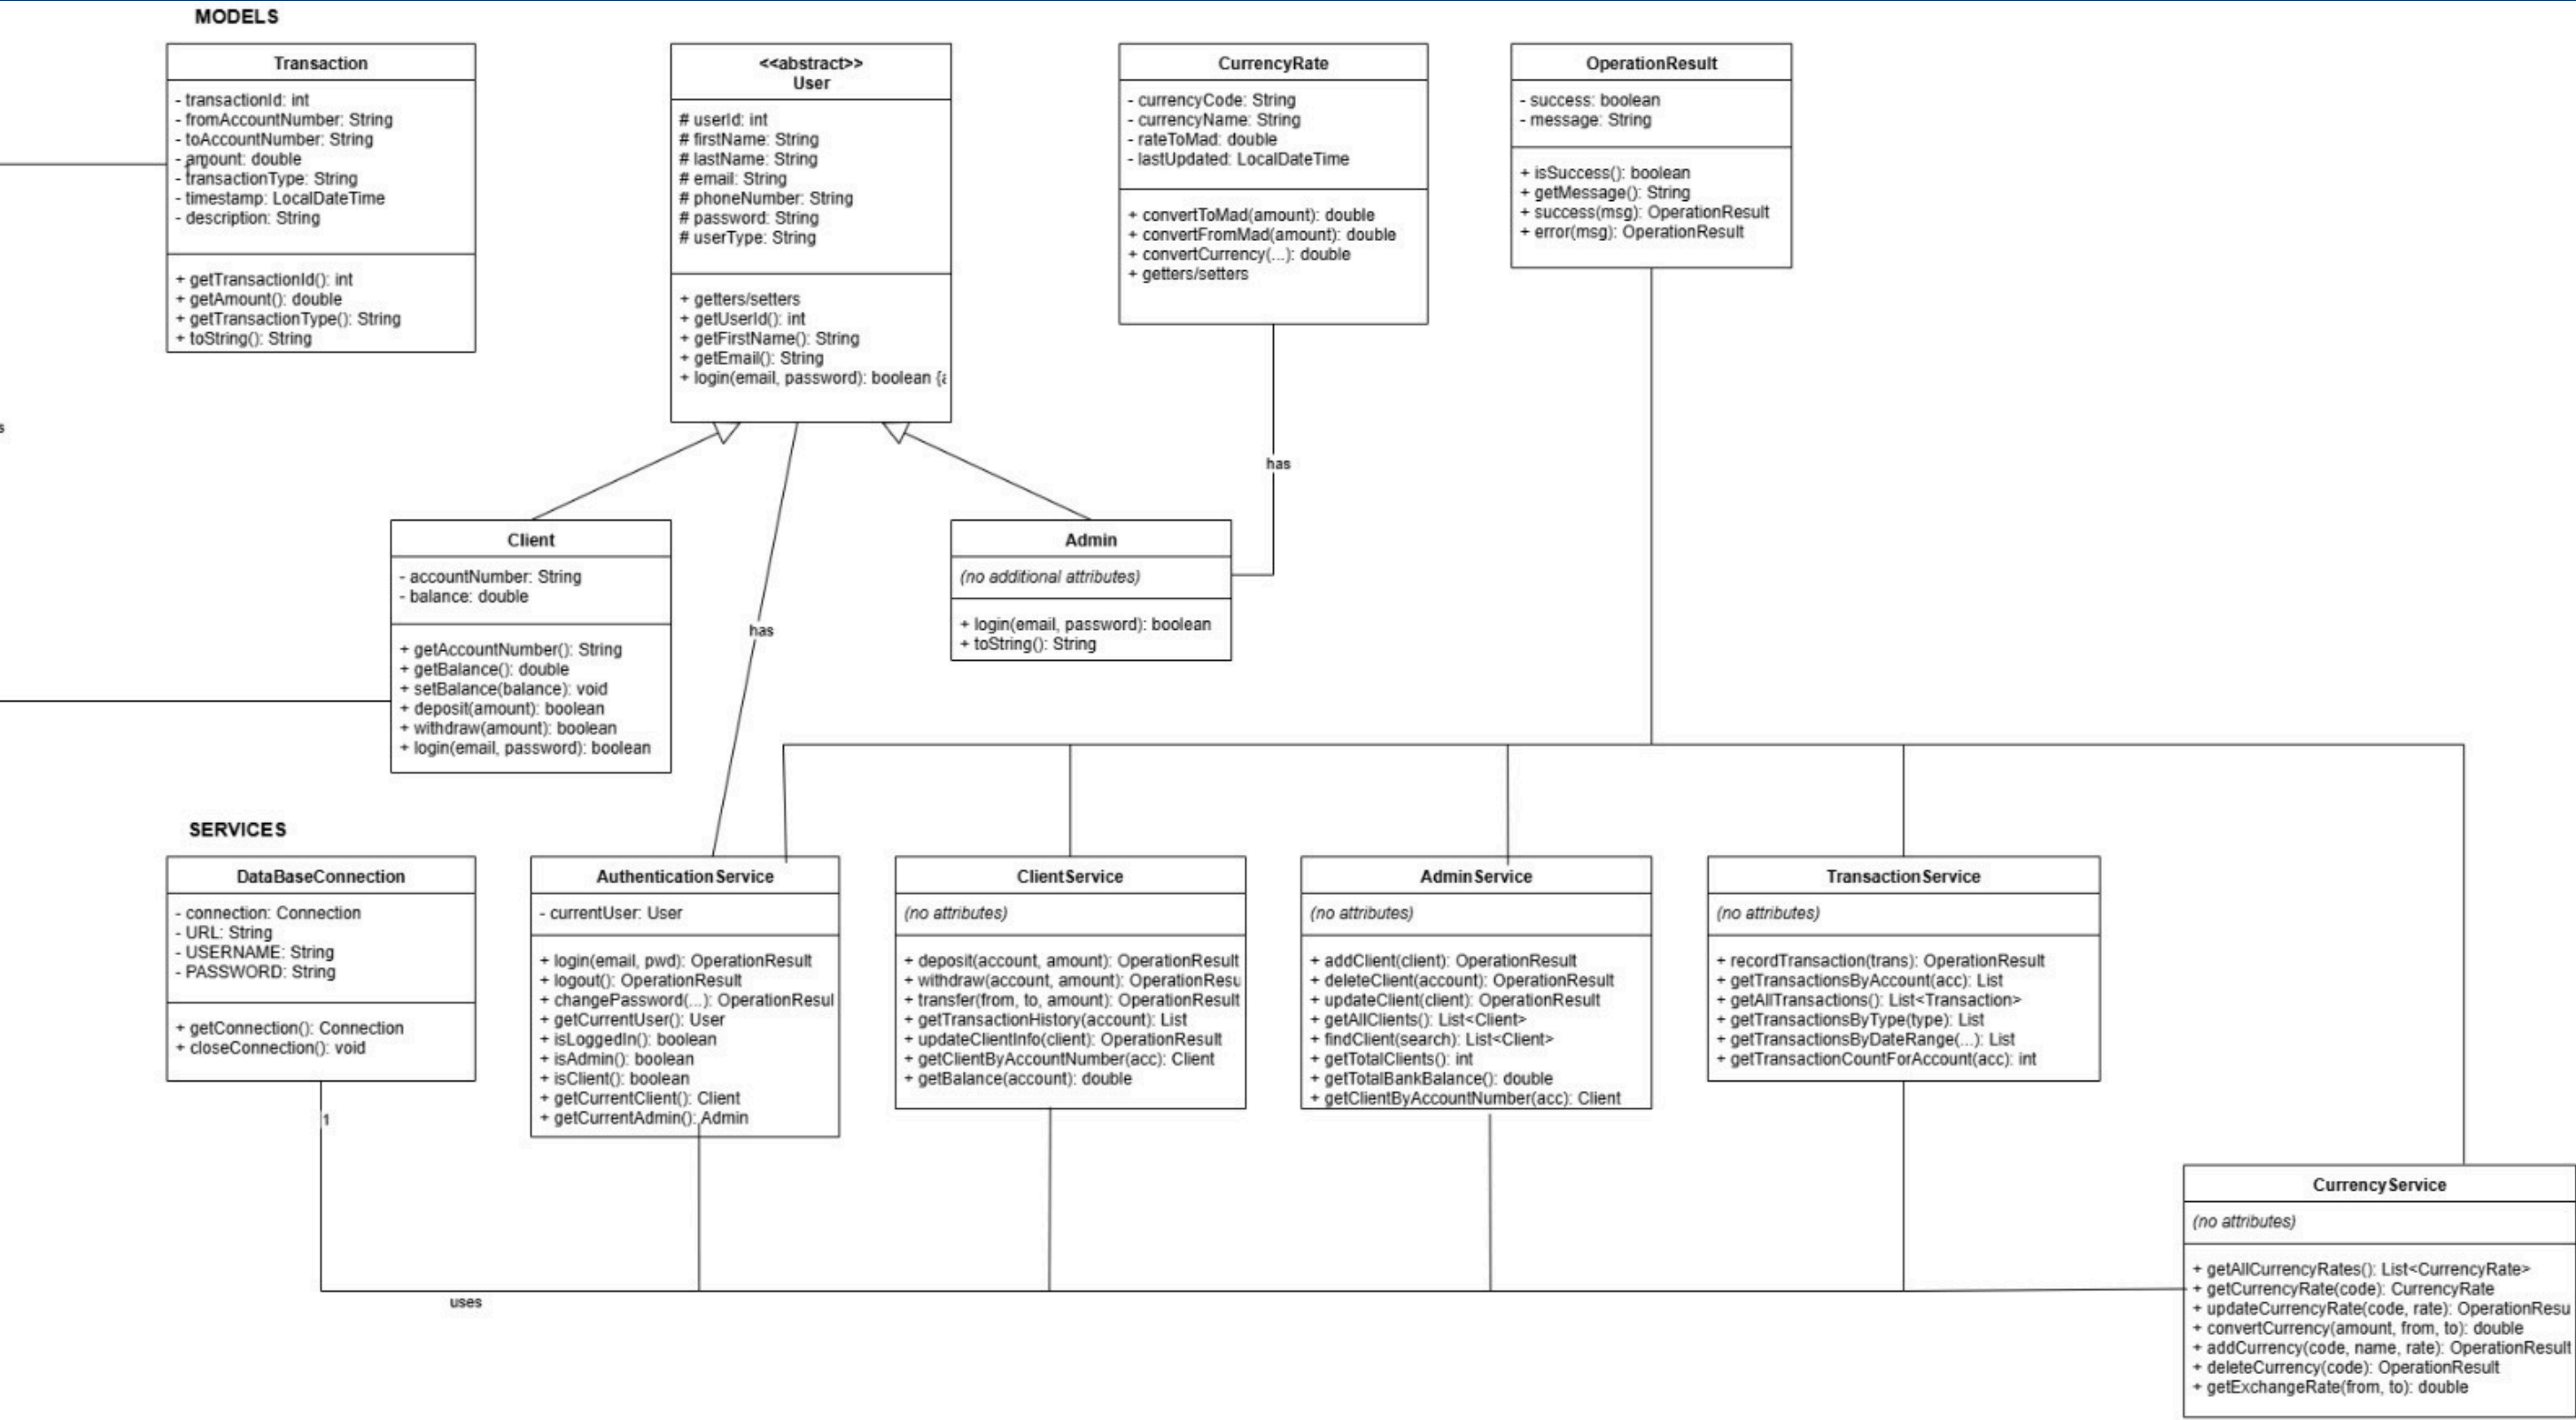 MODELS
Transaction
- transactionId: int
- fromAccountNumber: String
- toAccountNumber: String
- amount: double
- transactionType: String
- timestamp: LocalDateTime
- description: String
+ getTransactionId(): int
+ getAmount(): double
+ getTransactionType(): String
+ toString(): String
<<abstract>>
User
# userId: int
# firstName: String
# lastName: String
# email: String
# phoneNumber: String
# password: String
# userType: String
+ getters/setters
+ getUserId(): int
+ getFirstName(): String
+ getEmail(): String
+ login(email, password): boolean {a
CurrencyRate
- currencyCode: String
- currencyName: String
- rateToMad: double
- lastUpdated: LocalDateTime
+ convertToMad(amount): double
+ convertFromMad(amount): double
+ convertCurrency(...): double
+ getters/setters
OperationResult
- success: boolean
- message: String
+ isSuccess(): boolean
+ getMessage(): String
+ success(msg): OperationResult
+ error(msg): OperationResult
s
has
Client
- accountNumber: String
- balance: double
+ getAccountNumber(): String
+ getBalance(): double
+ setBalance(balance): void
+ deposit(amount): boolean
+ withdraw(amount): boolean
+ login(email, password): boolean
has
Admin
(no additional attributes)
+ login(email, password): boolean
+ toString(): String
SERVICES
DataBaseConnection
- connection: Connection
- URL: String
- USERNAME: String
- PASSWORD: String
+ getConnection(): Connection
+ closeConnection(): void
1
AuthenticationService
- currentUser: User
+ login(email, pwd): OperationResult
+ logout(): OperationResult
+ changePassword(...): OperationResul
+ getCurrentUser(): User
+ isLoggedIn(): boolean
+ isAdmin(): boolean
+ isClient(): boolean
+ getCurrentClient(): Client
+ getCurrentAdmin(): Admin
ClientService
(no attributes)
+ deposit(account, amount): OperationResult
+ withdraw(account, amount): OperationResu
+ transfer(from, to, amount): OperationResult
+ getTransactionHistory(account): List
+ updateClientInfo(client): OperationResult
+ getClientByAccountNumber(acc): Client
+ getBalance(account): double
AdminService
(no attributes)
+ addClient(client): OperationResult
+ deleteClient(account): OperationResult
+ updateClient(client): OperationResult
+ getAllClients(): List<Client>
+ findClient(search): List<Client>
+ getTotalClients(): int
+ getTotalBankBalance(): double
+ getClientByAccountNumber(acc): Client
TransactionService
(no attributes)
+ recordTransaction(trans): OperationResult
+ getTransactionsByAccount(acc): List
+ getAllTransactions(): List<Transaction>
+ getTransactionsByType(type): List
+ getTransactionsByDateRange(...): List
+ getTransactionCountForAccount(acc): int
CurrencyService
(no attributes)
+ getAllCurrencyRates(): List<CurrencyRate>
+ getCurrencyRate(code): CurrencyRate
+ updateCurrencyRate(code, rate): OperationResu
+ convertCurrency(amount, from, to): double
+ addCurrency(code, name, rate): OperationResult
+ deleteCurrency(code): OperationResult
+ getExchangeRate(from, to): double
uses